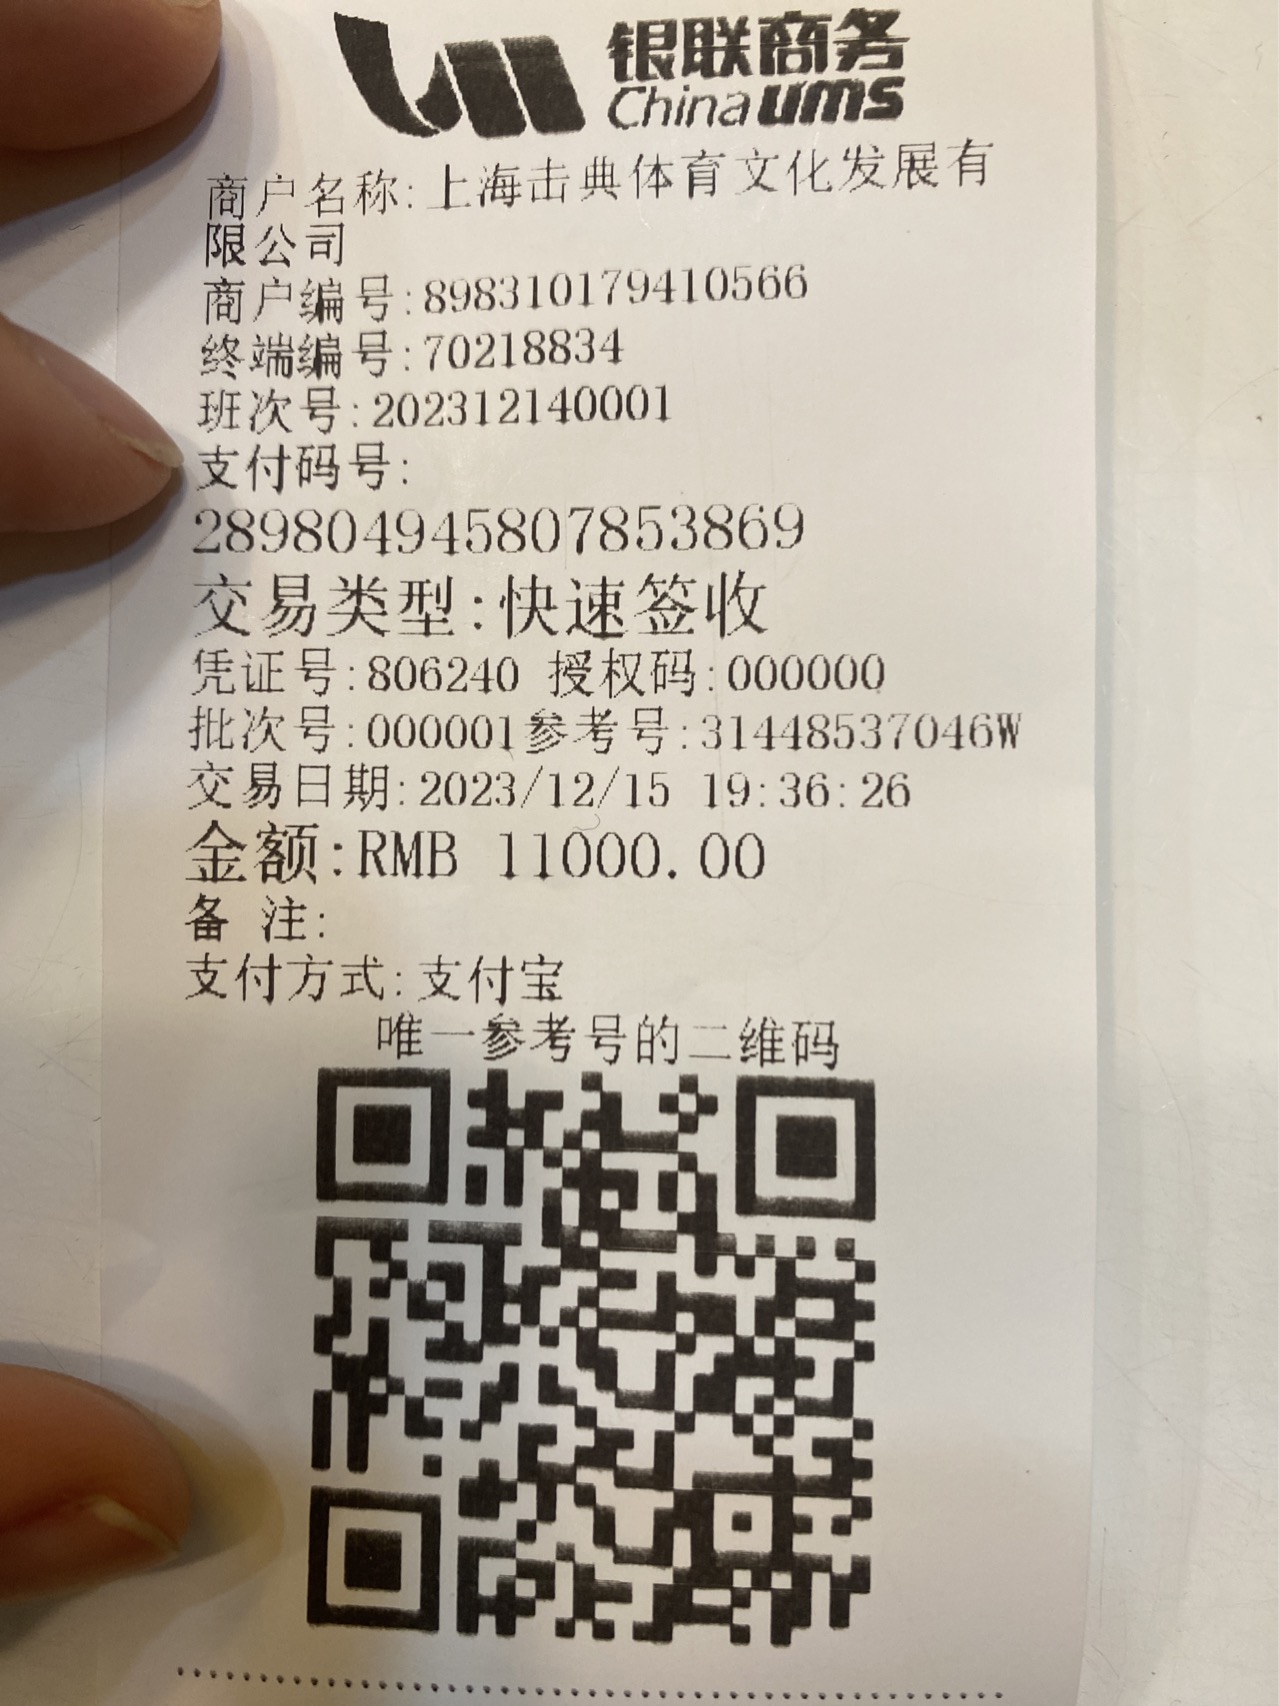 银联商务
China ums
商户名称:上海击典体育文化发展有
限公司
商户编号:898310179410566
终端编号:70218834
班次号:202312140001
支付码号:
289804945807853869
交易类型:快速签收
凭证号:806240 授权码:000000
批次号:000001参考号:31448537046W
交易日期:2023/12/15 19:36:26
金额:RMB 11000.00
备 注:
支付方式:支付宝
唯一参考号的二维码